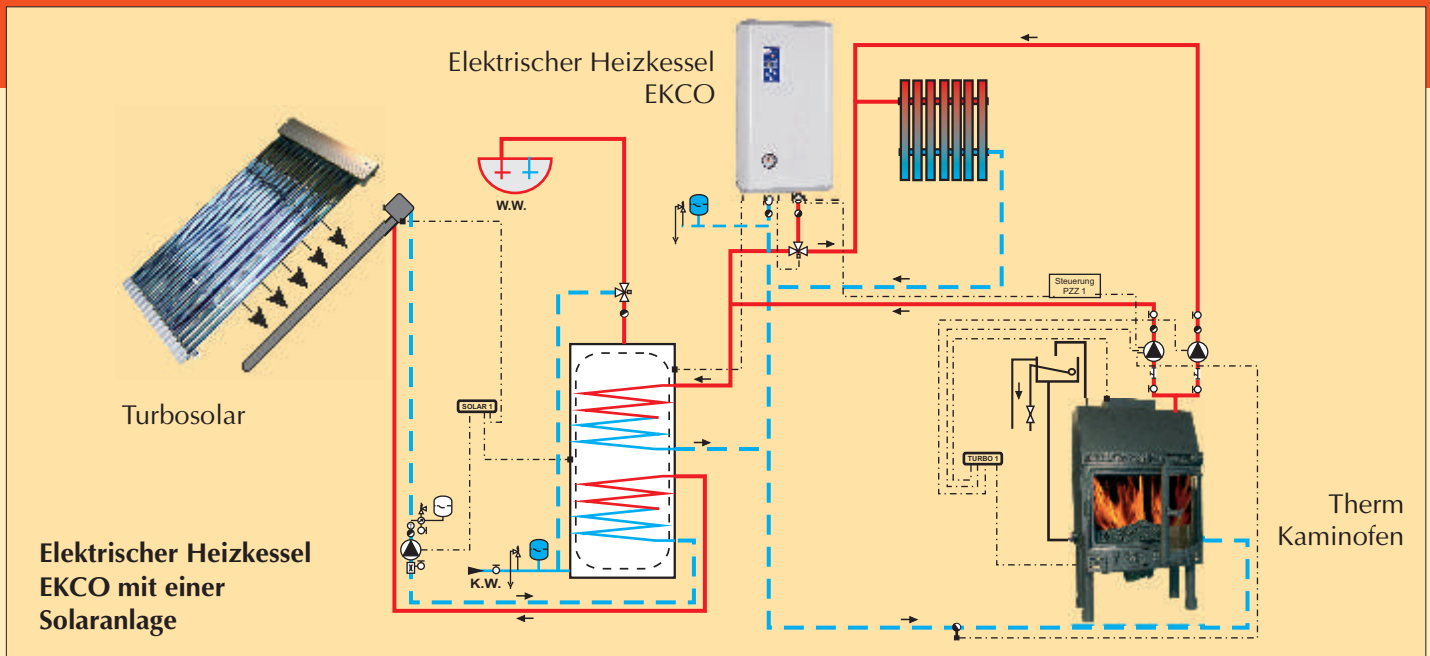 Elektrischer Heizkessel
EKCO
W.W.
Steuerung
PZZ 1
Turbosolar
SOLAR 1
TURBO 1
Therm
Kaminofen
Elektrischer Heizkessel
EKCO mit einer
Solaranlage
K.W.